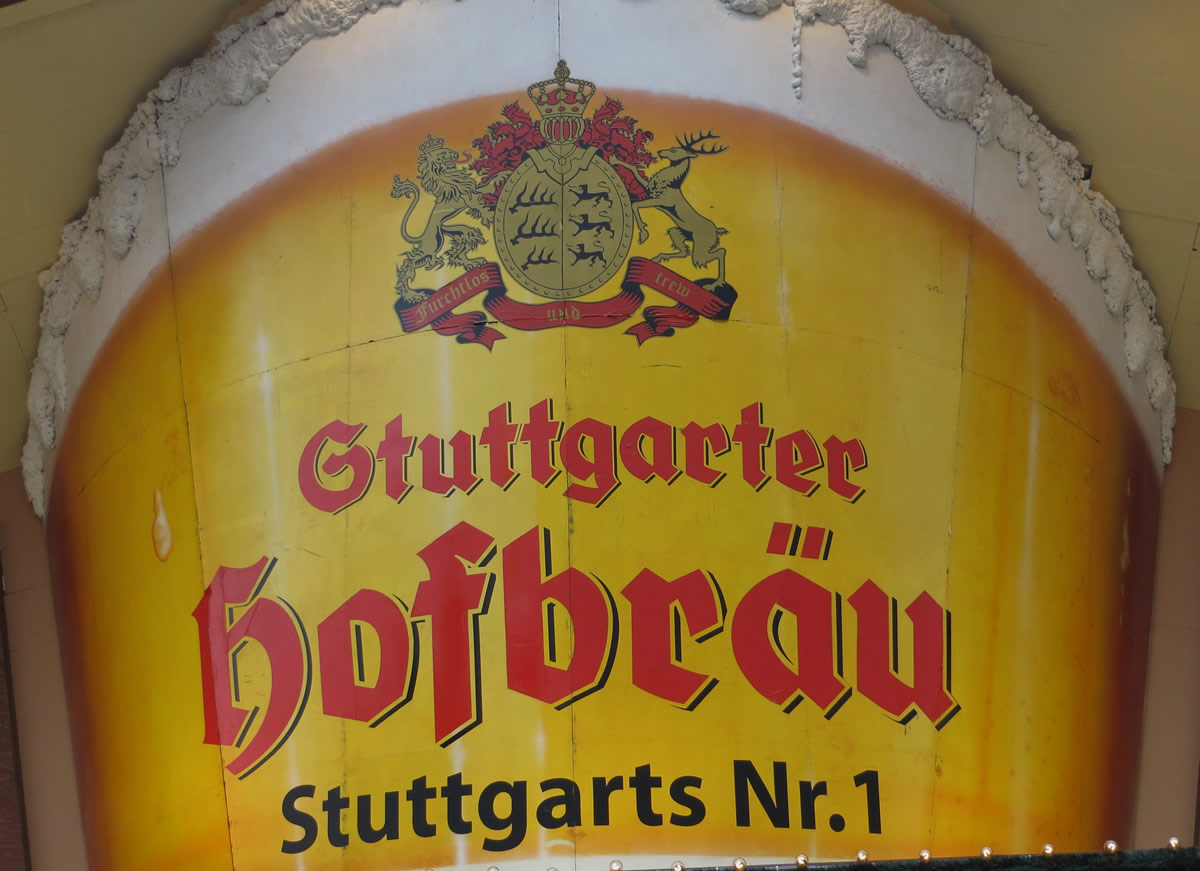 Furchtlos und trew
Stuttgarter
Hofbräu
Stuttgarts Nr.1